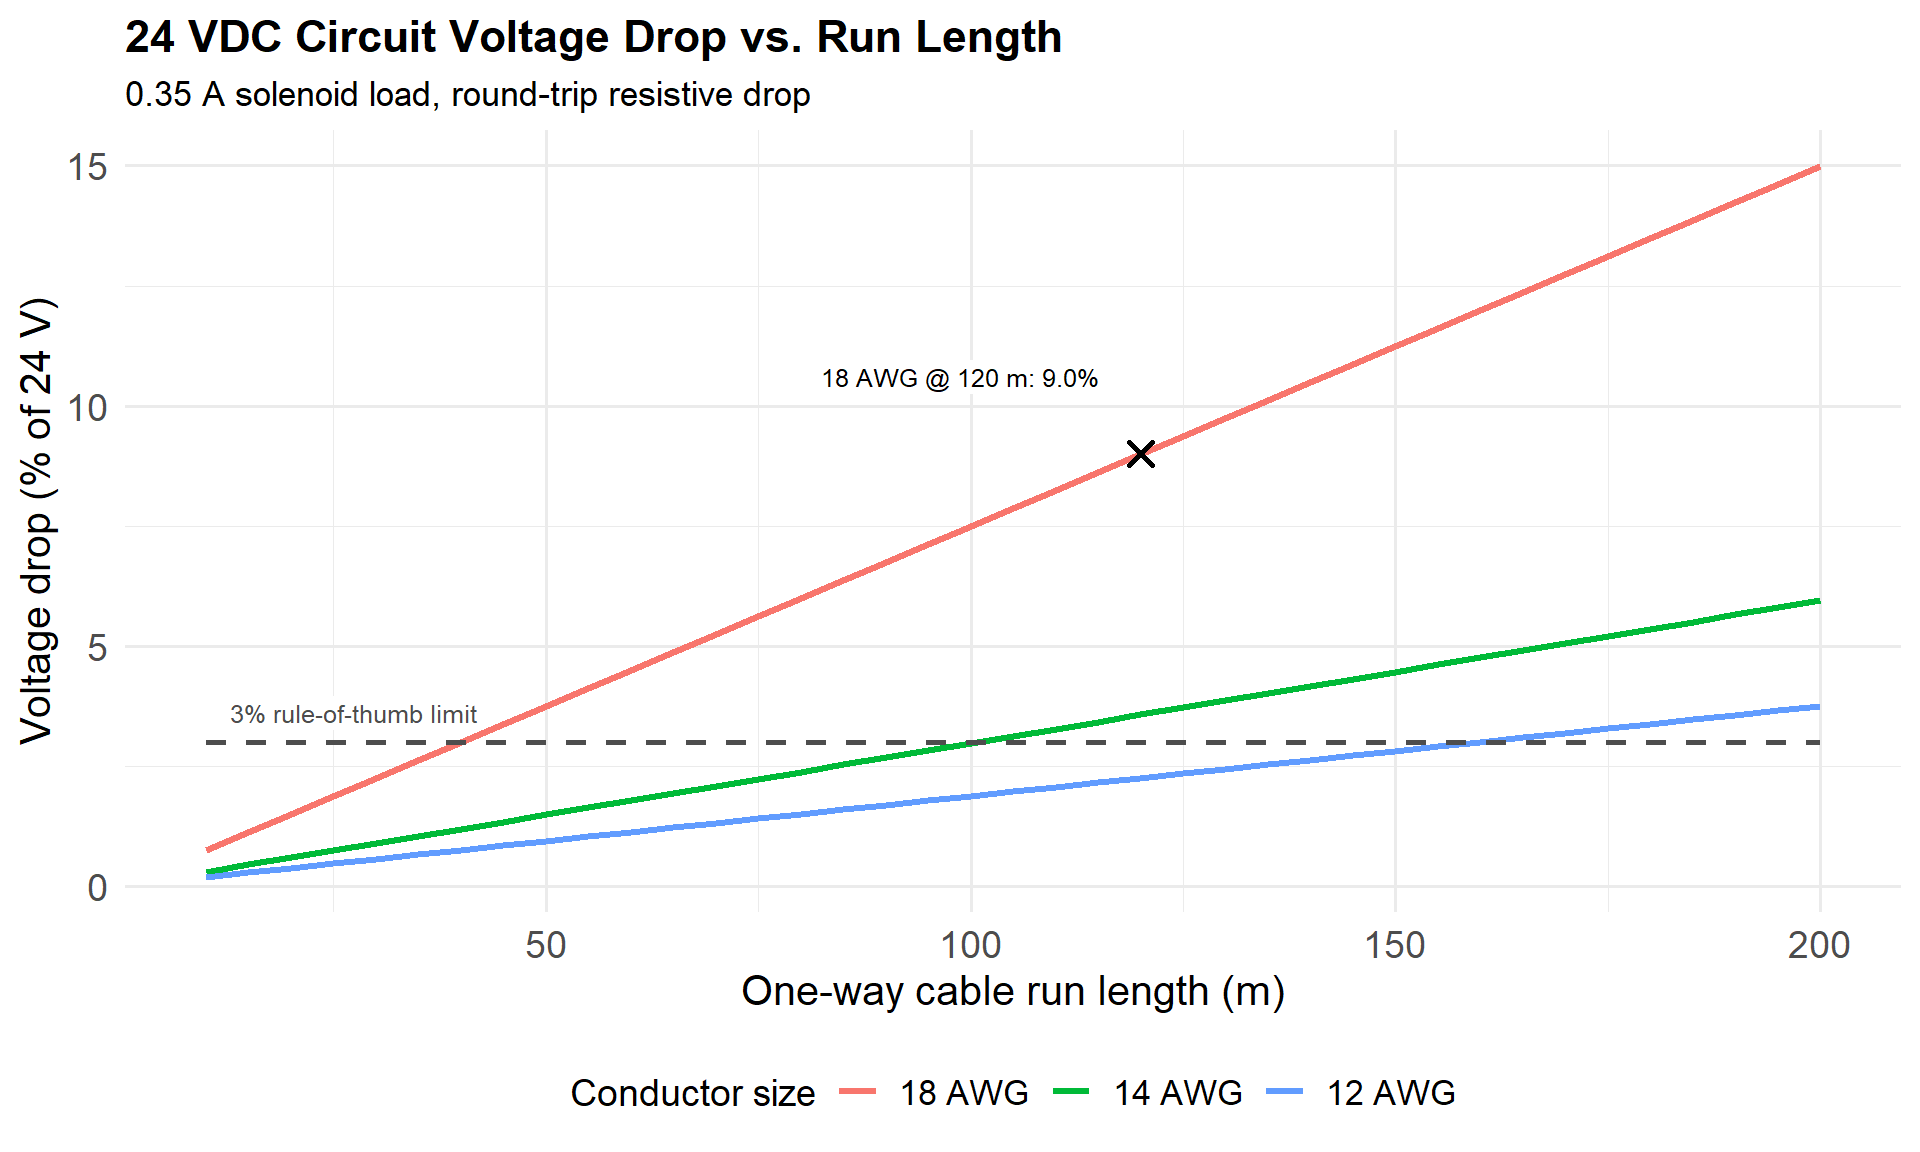 24 VDC Circuit Voltage Drop vs. Run Length
0.35 A solenoid load, round-trip resistive drop
Voltage drop (% of 24 V)
15
10
5
0
18 AWG @ 120 m: 9.0%
3% rule-of-thumb limit
50 100 150 200
One-way cable run length (m)
Conductor size 18 AWG 14 AWG 12 AWG